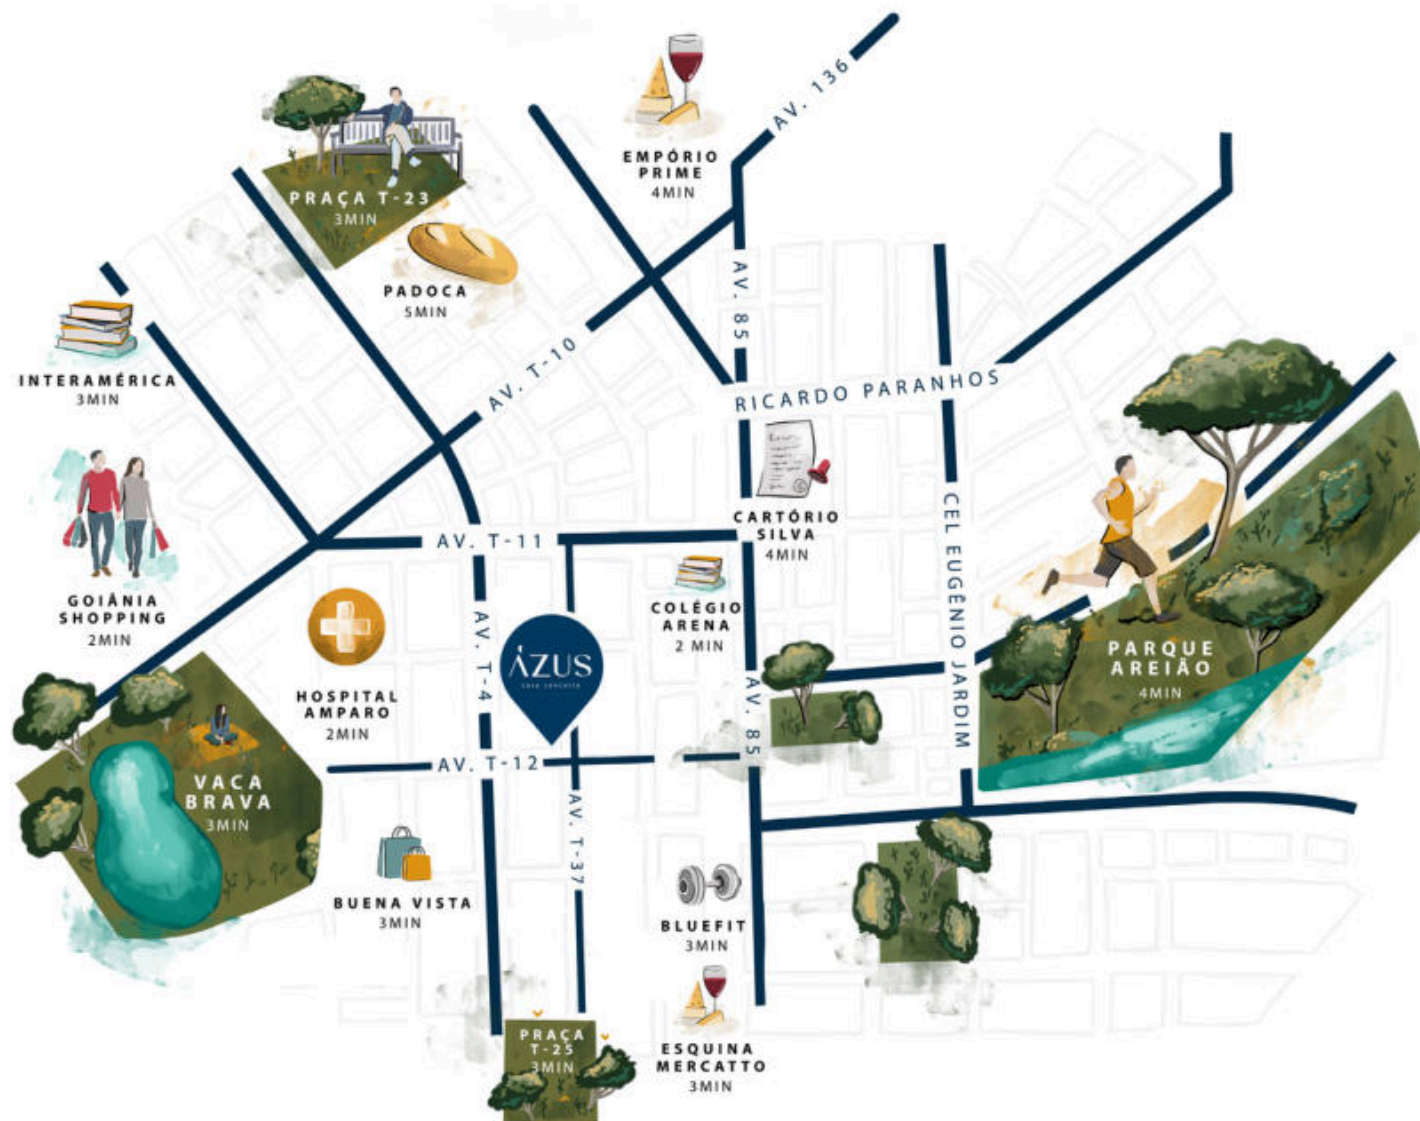 AV. 136
EMPÓRIO
PRIME
4MIN
PRAÇA T-23
3MIN
PADOCA
5MIN
AV. 85
INTERAMÉRICA
3MIN
AV. T-10
RICARDO PARANHOS
CARTÓRIO
SILVA
4MIN
GOIÂNIA
SHOPPING
2MIN
AV. T-11
CEL EUGÊNIO JARDIM
COLÉGIO
ARENA
2 MIN
AV. T-4
ÁZUS
PARQUE
AREIÃO
4MIN
HOSPITAL
AMPARO
2MIN
AV. 85
AV. T-12
VACA
BRAVA
3MIN
AV. T-37
BUENA VISTA
3MIN
BLUEFIT
3MIN
PRAÇA
T-25
3MIN
ESQUINA
MERCATTO
3MIN